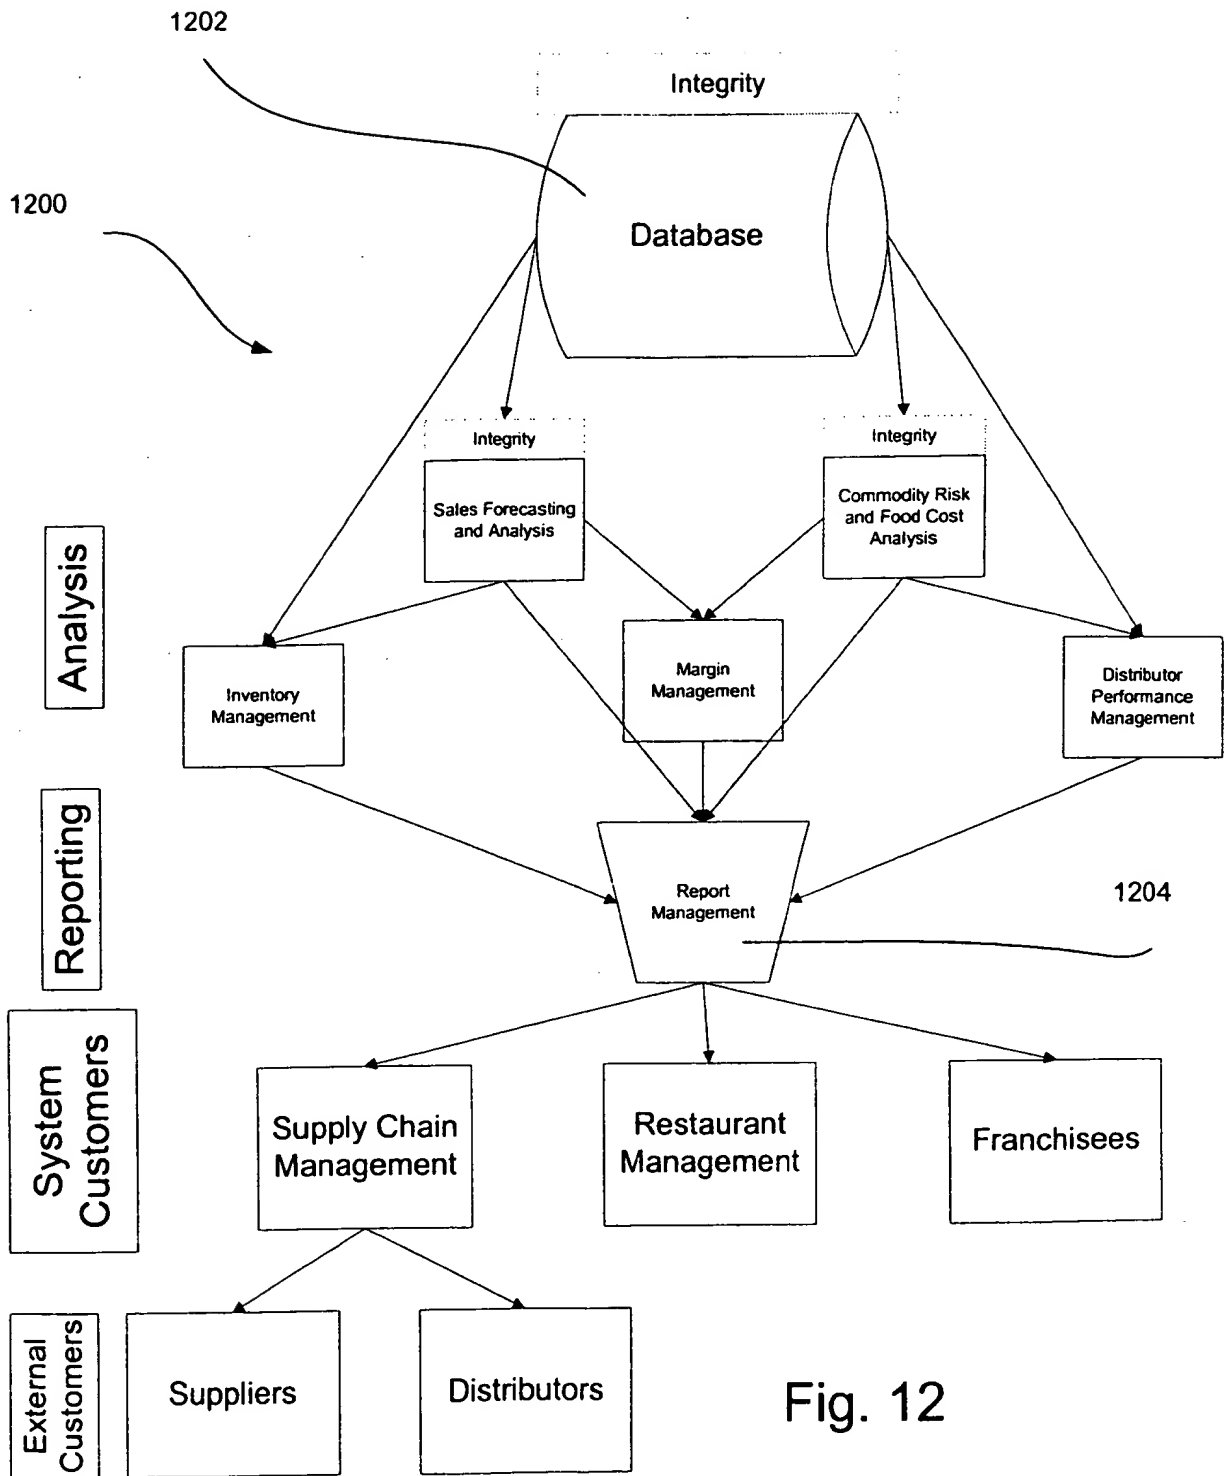 1202
Integrity
Database
1200
Integrity
Sales Forecasting
and Analysis
Integrity
Commodity Risk
and Food Cost
Analysis
Analysis
Inventory
Management
Margin
Management
Distributor
Performance
Management
Reporting
Report
Management
1204
System
Customers
Supply Chain
Management
Restaurant
Management
Franchisees
External
Customers
Suppliers
Distributors
Fig. 12